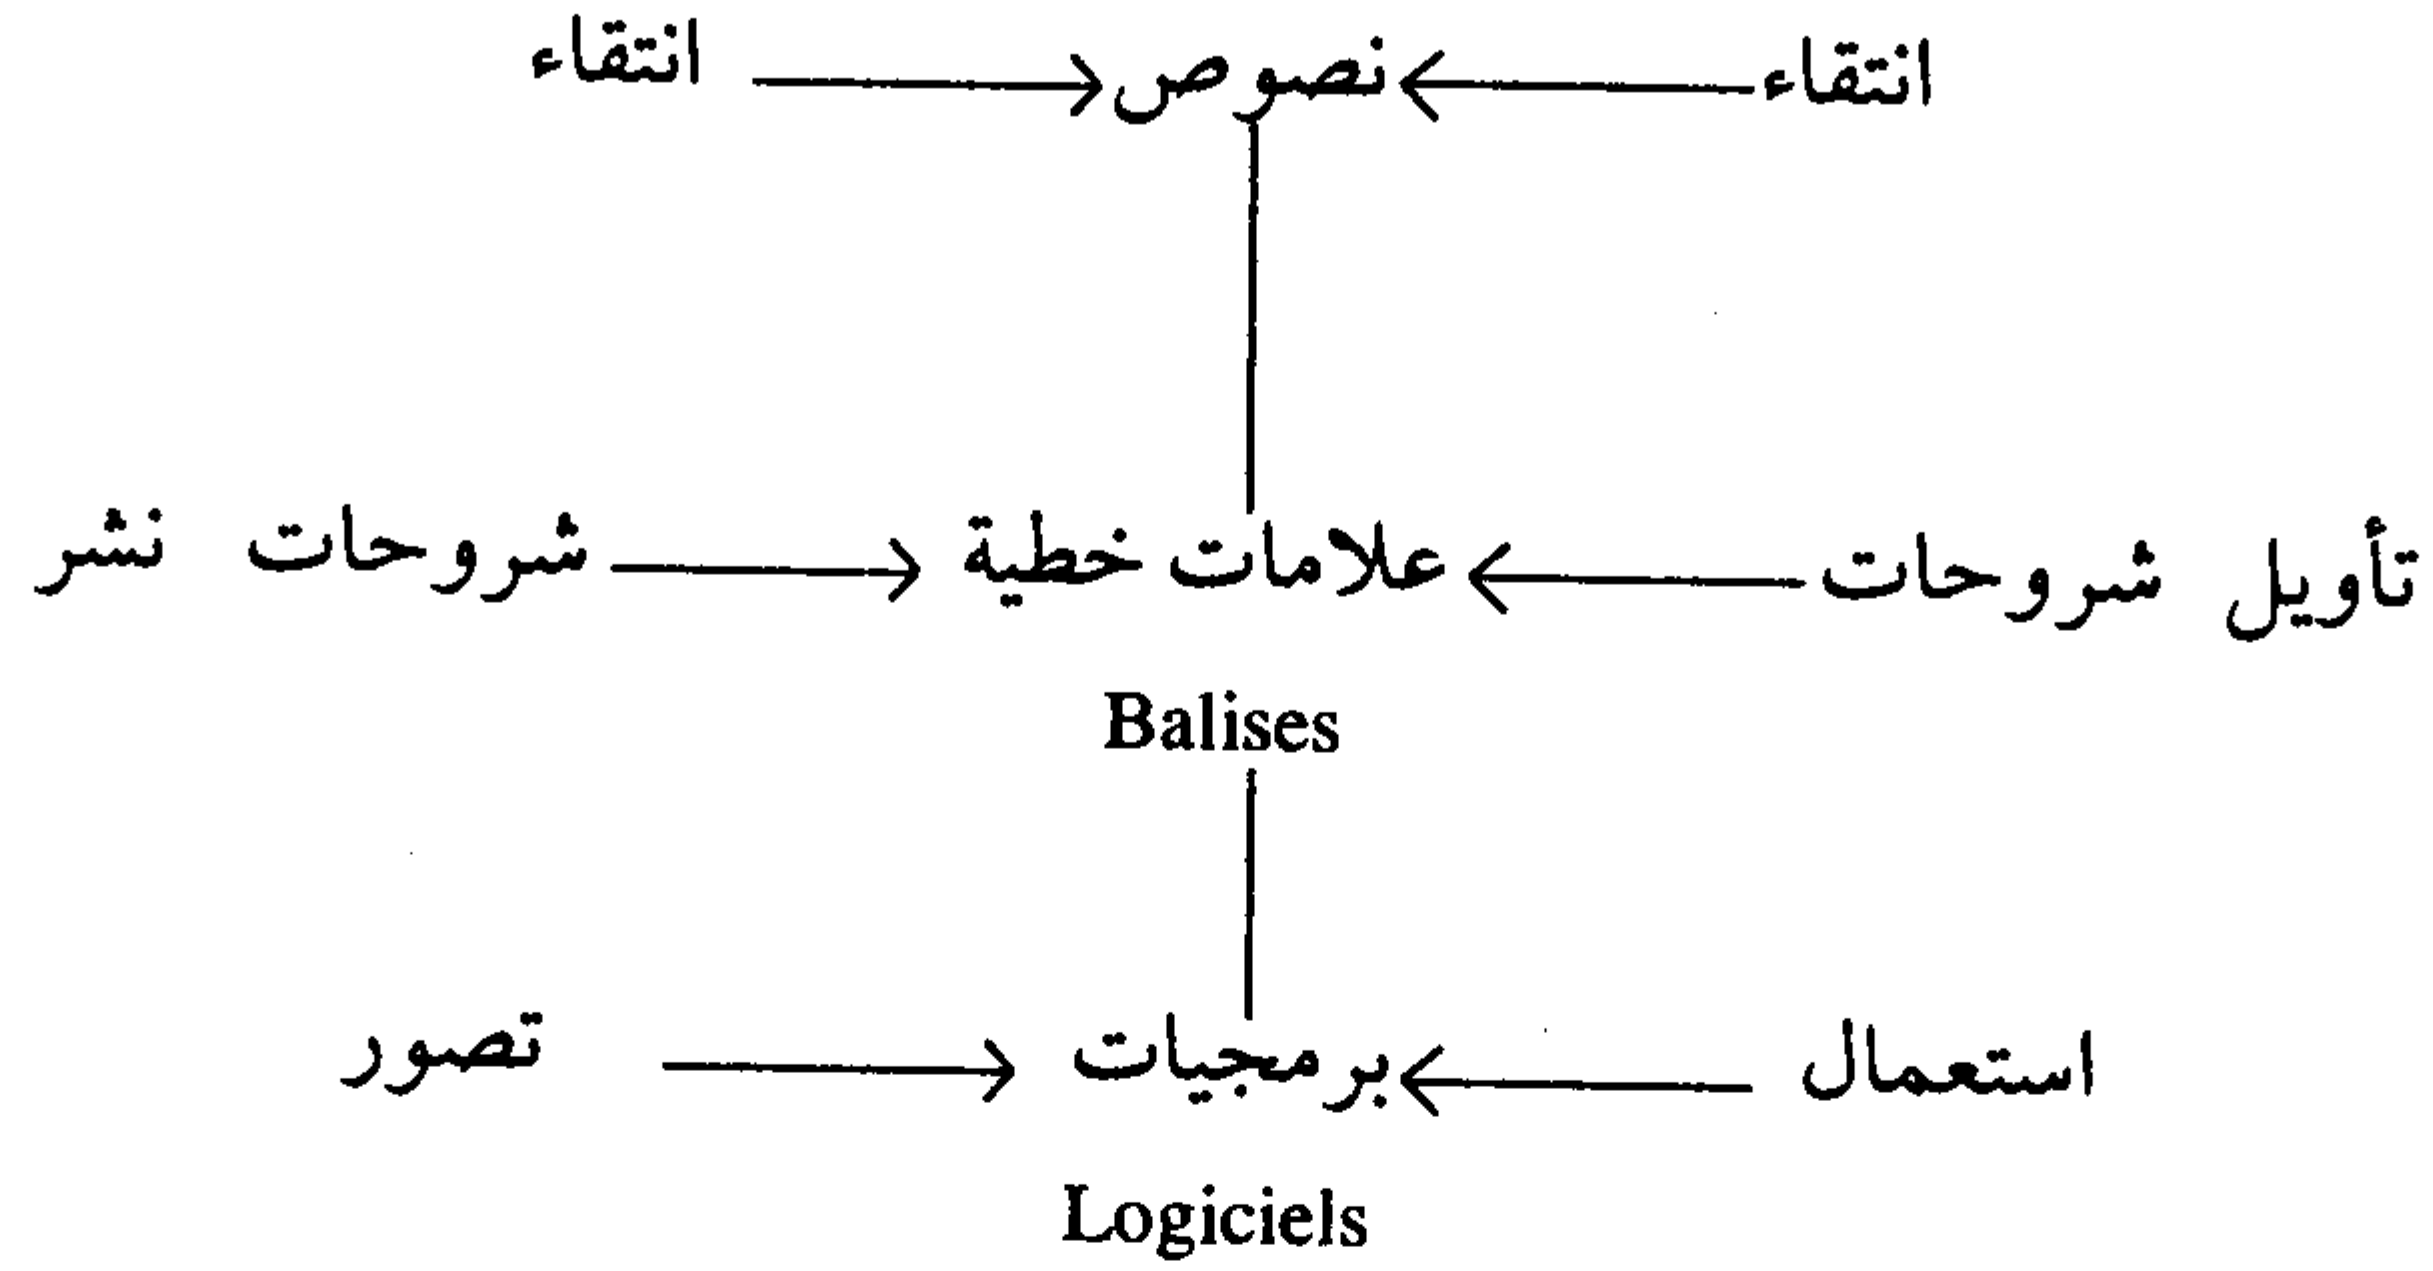 انتقاء نصوص انتقاء
تأويل شروحات علامات خطية شروحات نشر
Balises
استعمال برمجيات تصور
Logiciels